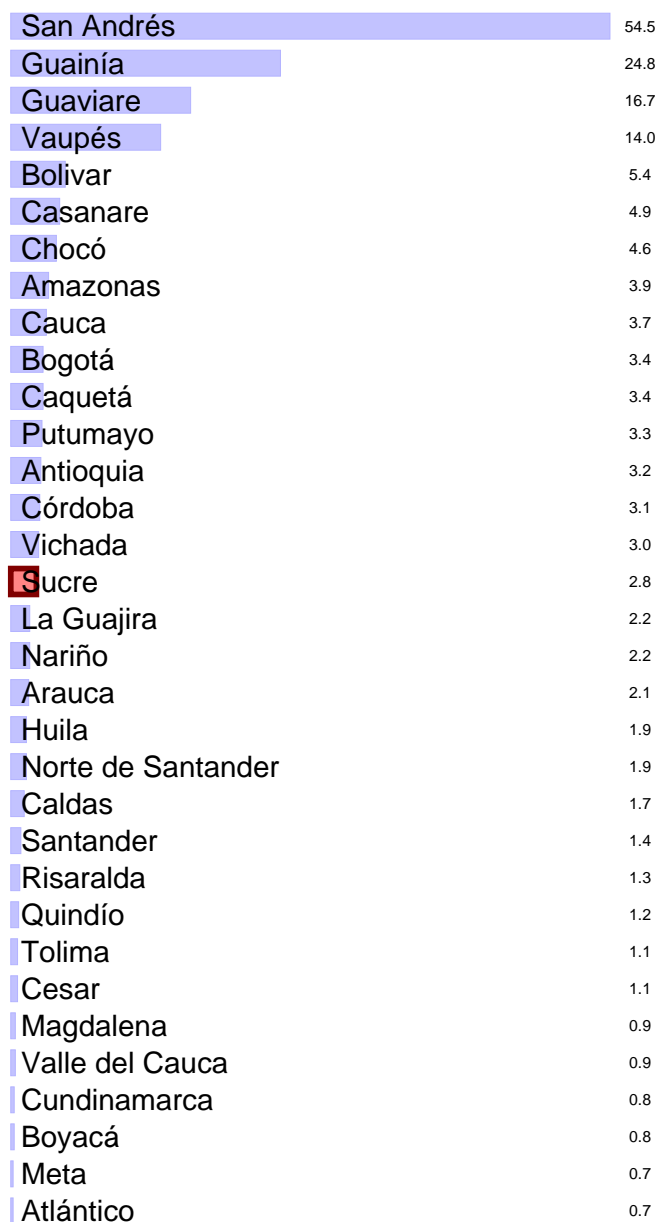 San Andrés 54.5
Guainía 24.8
Guaviare 16.7
Vaupés 14.0
Bolivar 5.4
Casanare 4.9
Chocó 4.6
Amazonas 3.9
Cauca 3.7
Bogotá 3.4
Caquetá 3.4
Putumayo 3.3
Antioquia 3.2
Córdoba 3.1
Vichada 3.0
Sucre 2.8
La Guajira 2.2
Nariño 2.2
Arauca 2.1
Huila 1.9
Norte de Santander 1.9
Caldas 1.7
Santander 1.4
Risaralda 1.3
Quindío 1.2
Tolima 1.1
Cesar 1.1
Magdalena 0.9
Valle del Cauca 0.9
Cundinamarca 0.8
Boyacá 0.8
Meta 0.7
Atlántico 0.7